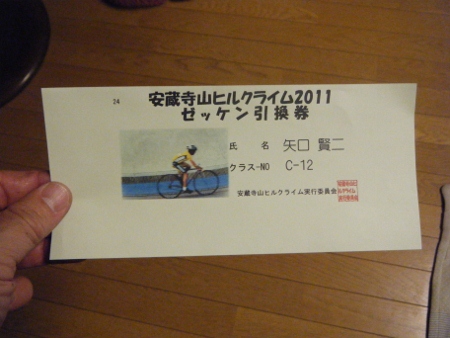 24
安蔵寺山ヒルクライム2011
ゼッケン引換券
氏 名 矢口 賢二
クラス-NO C-12
安蔵寺山ヒルクライム実行委員会